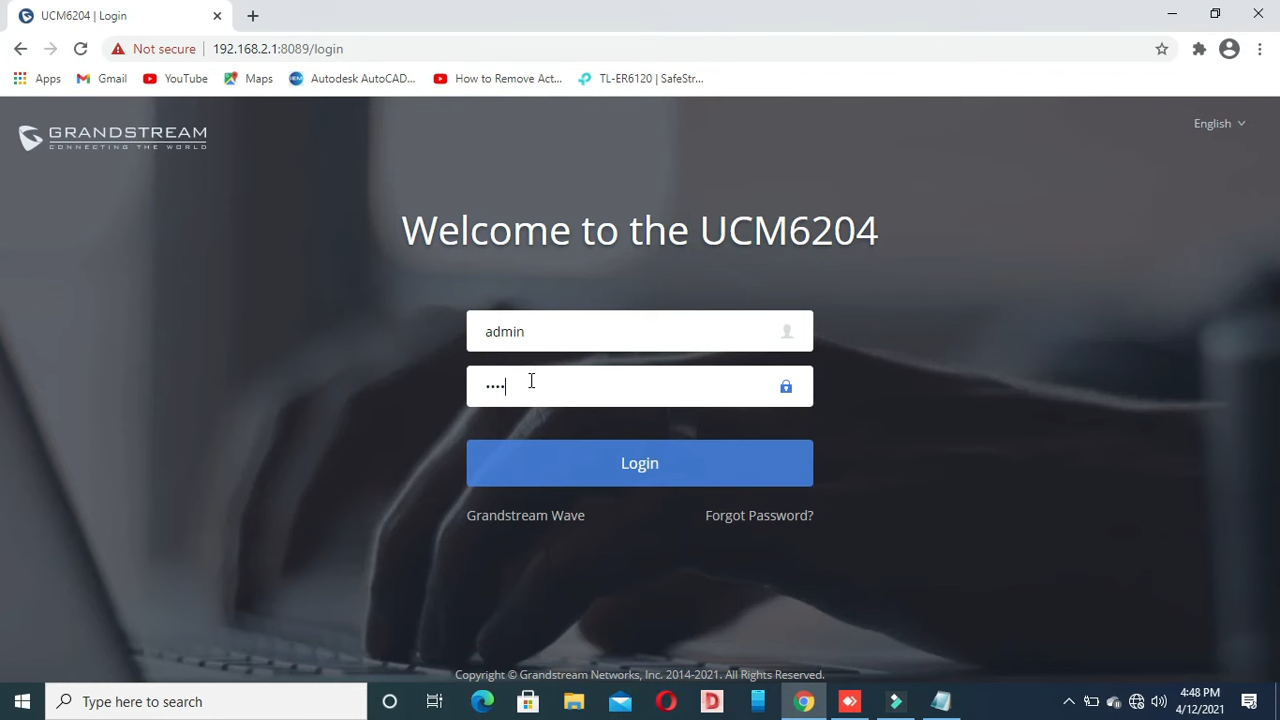 UCM6204 | Login
Not secure
192.168.2.1:8089/login
Apps
Gmail
YouTube
Maps
Autodesk AutoCAD...
How to Remove Act...
TL-ER6120 | SafeStr...
GRANDSTREAM
CONNECTING THE WORLD
English
Welcome to the UCM6204
admin
••••
Login
Grandstream Wave
Forgot Password?
Copyright © Grandstream Networks, Inc. 2014-2021. All Rights Reserved.
Type here to search
4:48 PM
4/12/2021